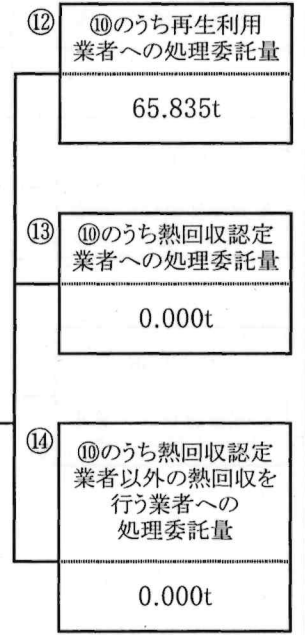 ⑫
⑩のうち再生利用
業者への処理委託量
65.835t
⑬
⑩のうち熱回収認定
業者への処理委託量
0.000t
⑭
⑩のうち熱回収認定
業者以外の熱回収を
行う業者への
処理委託量
0.000t